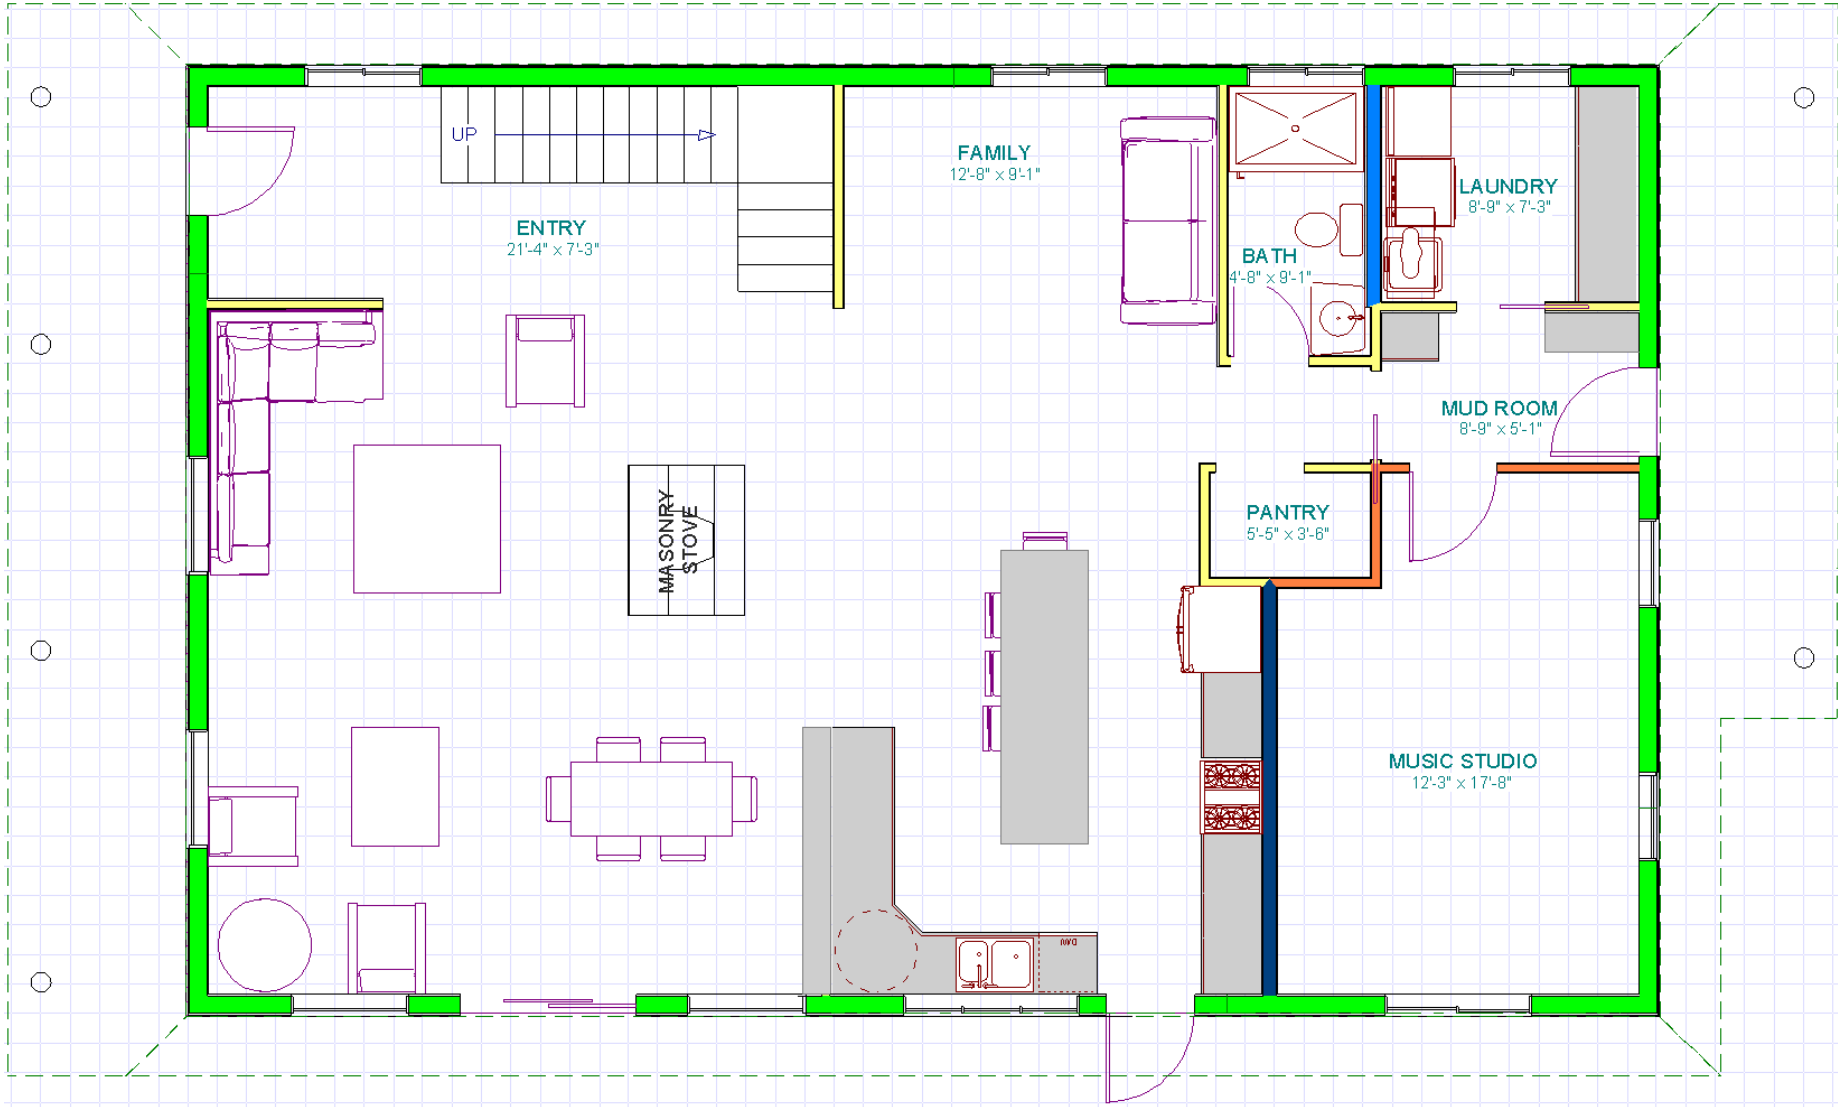 UP
FAMILY
12'-8" x 9'-1"
LAUNDRY
8'-9" x 7'-3"
ENTRY
21'-4" x 7'-3"
BATH
4'-8" x 9'-1"
MUD ROOM
8'-9" x 5'-1"
MASONRY
STOVE
PANTRY
5'-5" x 3'-6"
MUSIC STUDIO
12'-3" x 17'-8"
DW